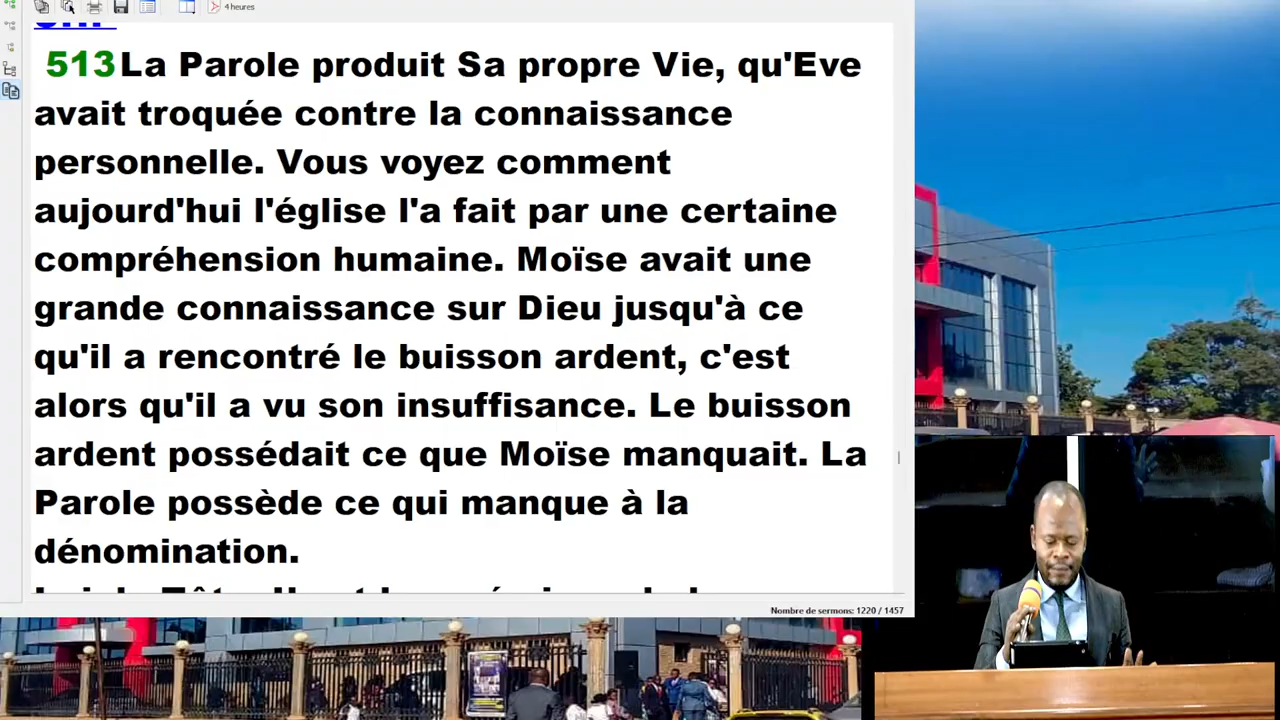 4 heures
513 La Parole produit Sa propre Vie, qu'Eve
avait troquée contre la connaissance
personnelle. Vous voyez comment
aujourd'hui l'église l'a fait par une certaine
compréhension humaine. Moïse avait une
grande connaissance sur Dieu jusqu'à ce
qu'il a rencontré le buisson ardent, c'est
alors qu'il a vu son insuffisance. Le buisson
ardent possédait ce que Moïse manquait. La
Parole possède ce qui manque à la
dénomination.
Nombre de sermons: 1220 / 1457